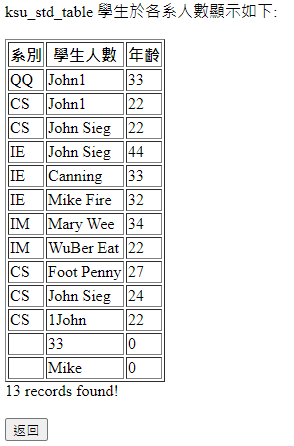 ksu_std_table 學生於各系人數顯示如下:
系別 學生人數 年齡
QQ John1 33
CS John1 22
CS John Sieg 22
IE John Sieg 44
IE Canning 33
IE Mike Fire 32
IM Mary Wee 34
IM WuBer Eat 22
CS Foot Penny 27
CS John Sieg 24
CS 1John 22
33 0
Mike 0
13 records found!
返回